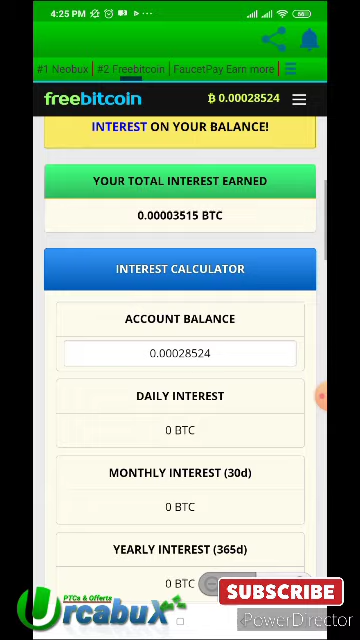 4:25 PM
56
#1 Neobux
#2 Freebitcoin
FaucetPay Earn more
freebitcoin
0.00028524
INTEREST ON YOUR BALANCE!
YOUR TOTAL INTEREST EARNED
0.00003515 BTC
INTEREST CALCULATOR
ACCOUNT BALANCE
0.00028524
DAILY INTEREST
0 BTC
MONTHLY INTEREST (30d)
0 BTC
YEARLY INTEREST (365d)
0 BTC
PTCs & Offerts
UrcabuX
SUBSCRIBE
PowerDirector